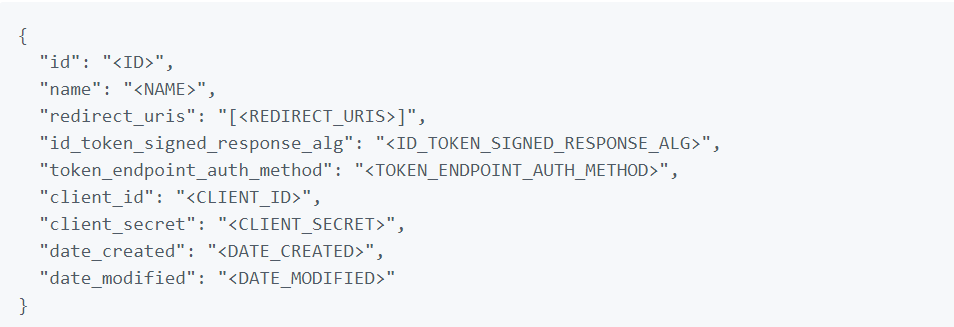 {
  "id": "<ID>",
  "name": "<NAME>",
  "redirect_uris": "[<REDIRECT_URIS>]",
  "id_token_signed_response_alg": "<ID_TOKEN_SIGNED_RESPONSE_ALG>",
  "token_endpoint_auth_method": "<TOKEN_ENDPOINT_AUTH_METHOD>",
  "client_id": "<CLIENT_ID>",
  "client_secret": "<CLIENT_SECRET>",
  "date_created": "<DATE_CREATED>",
  "date_modified": "<DATE_MODIFIED>"
}